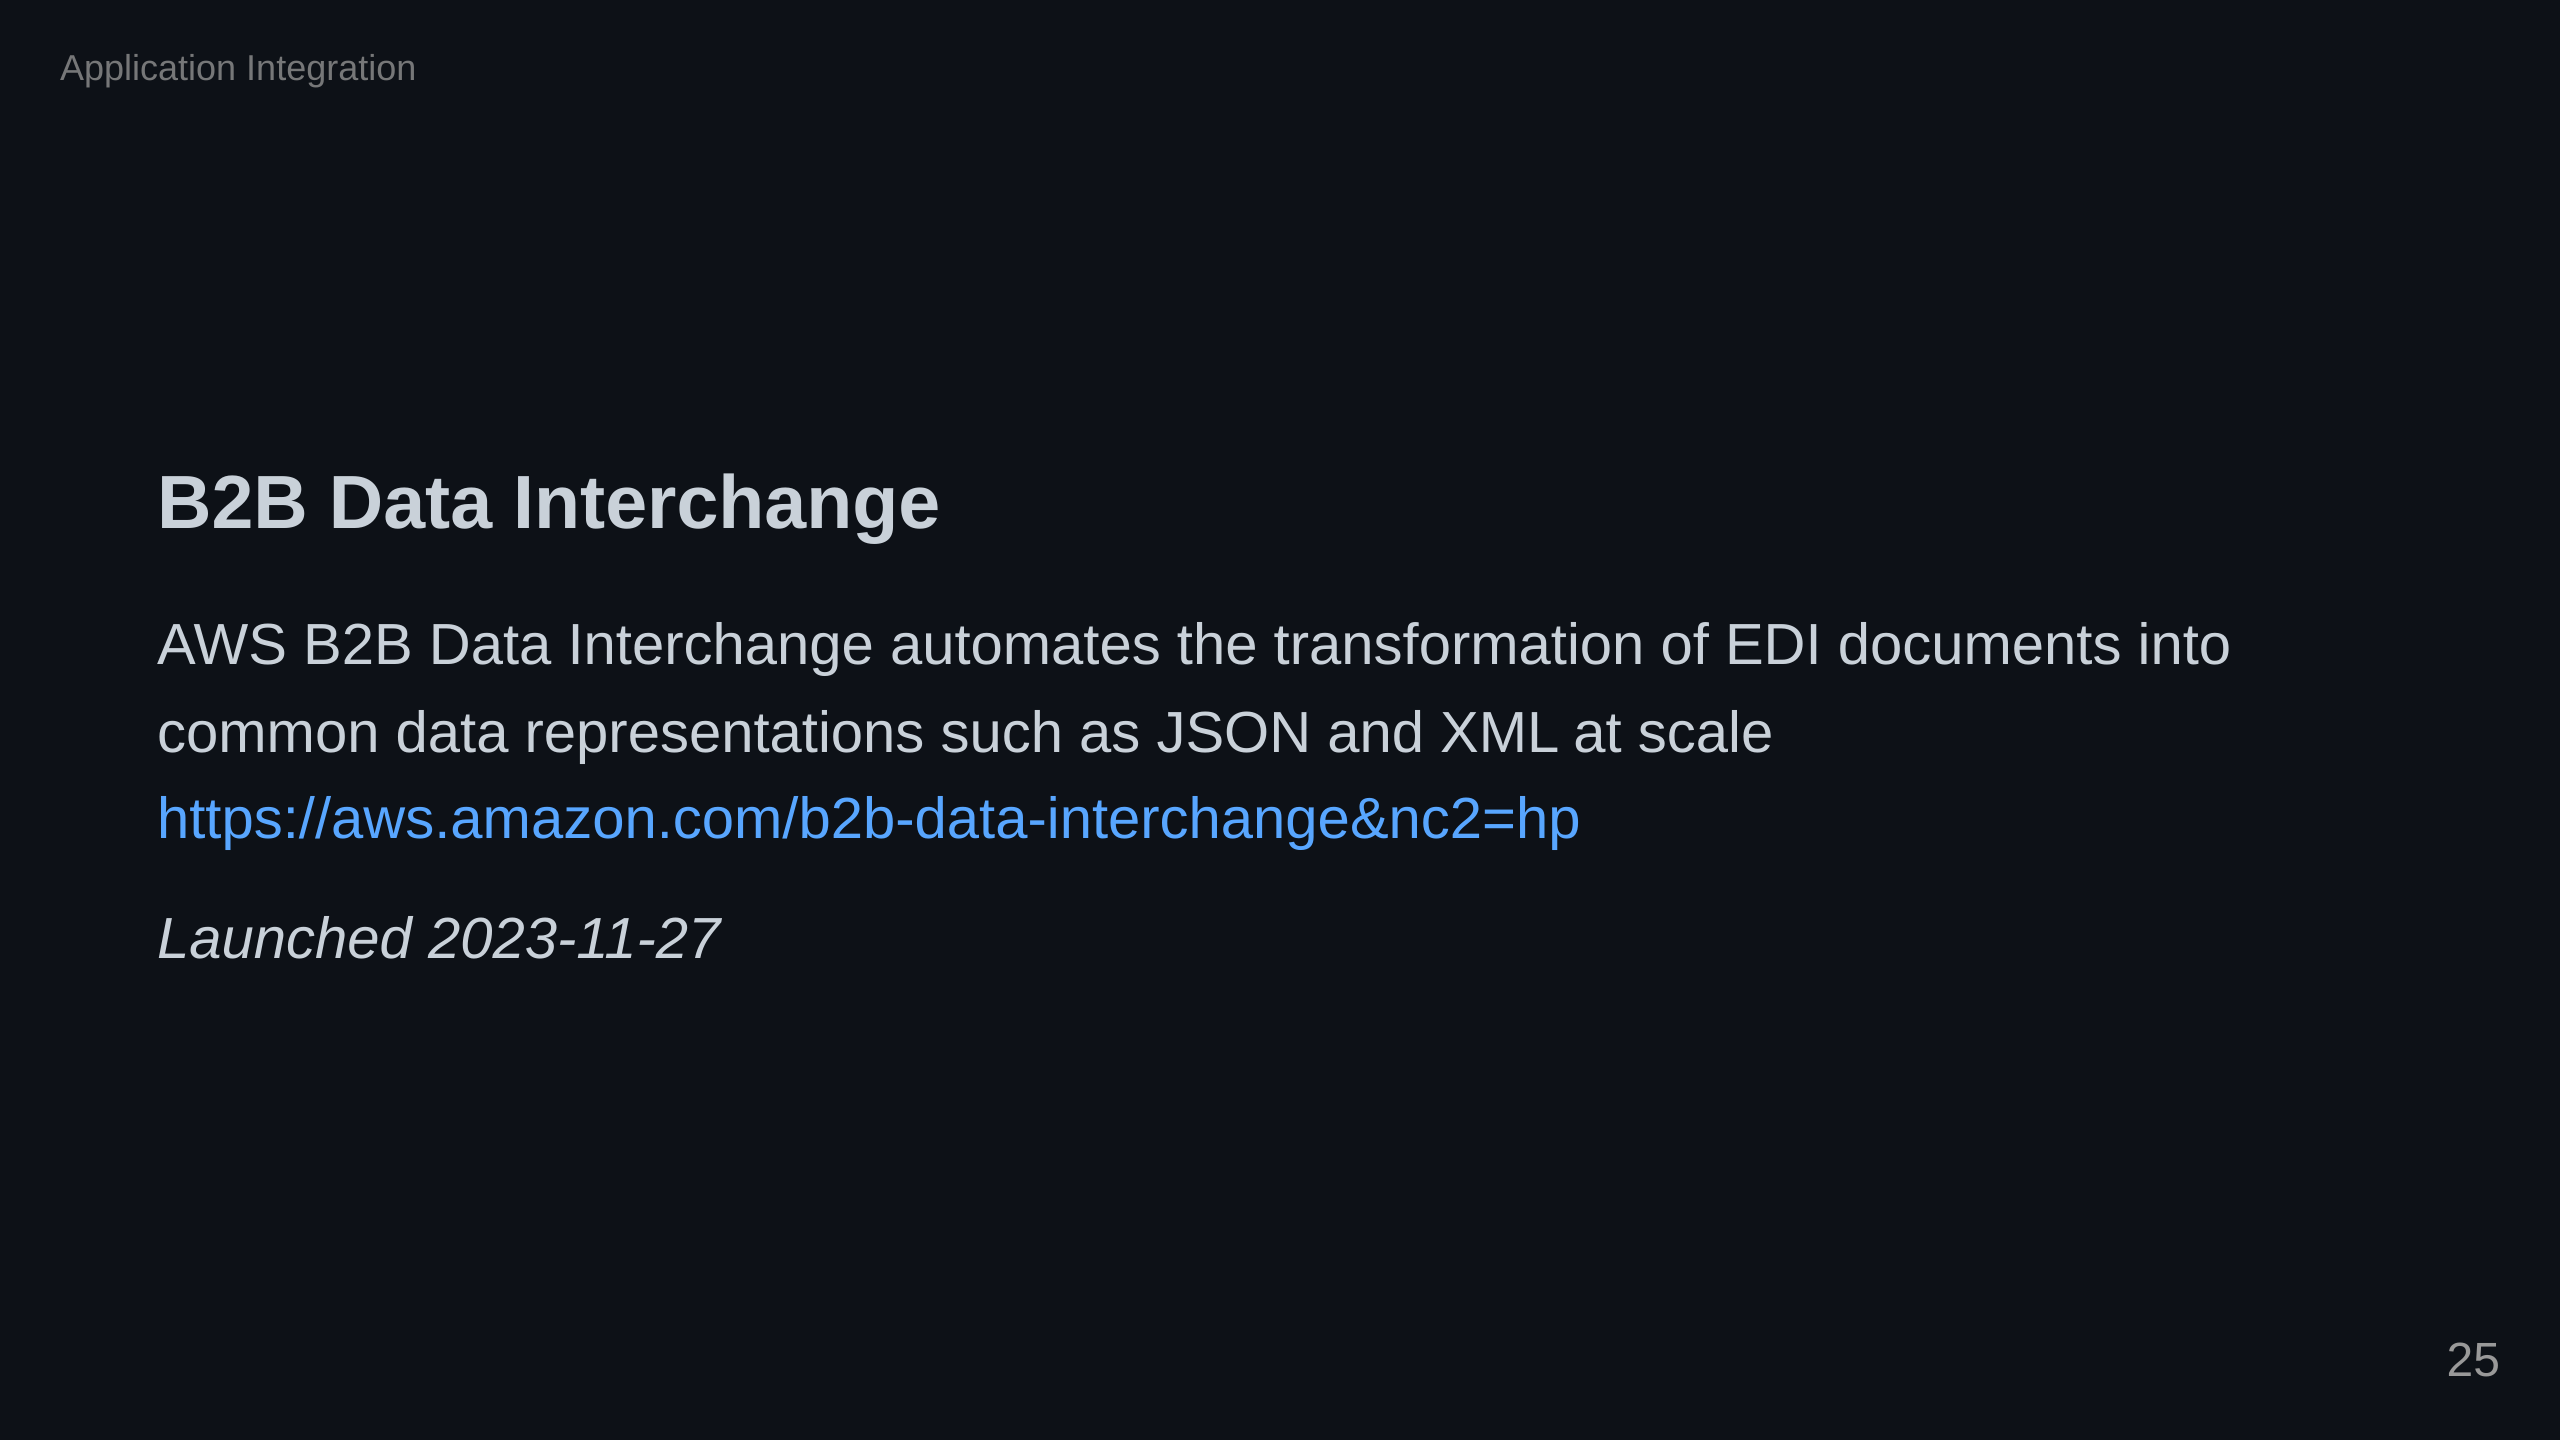 Application Integration
B2B Data Interchange
AWS B2B Data Interchange automates the transformation of EDI documents into
common data representations such as JSON and XML at scale
https://aws.amazon.com/b2b-data-interchange&nc2=hp
Launched 2023-11-27
25